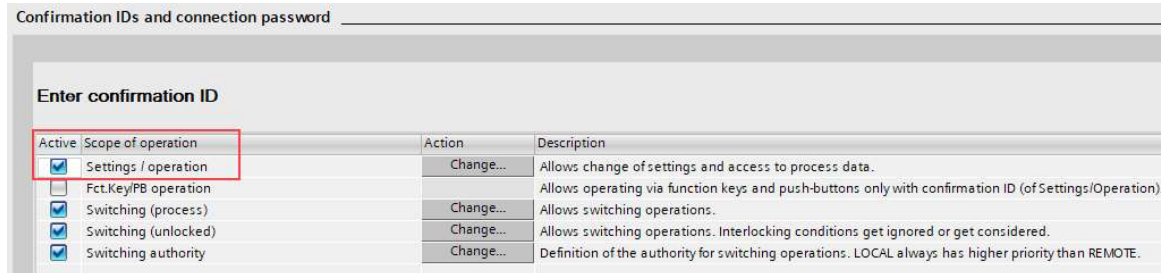 Confirmation IDs and connection password
Enter confirmation ID
Active Scope of operation Action Description
Settings / operation Change... Allows change of settings and access to process data.
Fct.Key/PB operation Allows operating via function keys and push-buttons only with confirmation ID (of Settings/Operation)
Switching (process) Change... Allows switching operations.
Switching (unlocked) Change... Allows switching operations. Interlocking conditions get ignored or get considered.
Switching authority Change... Definition of the authority for switching operations. LOCAL always has higher priority than REMOTE.